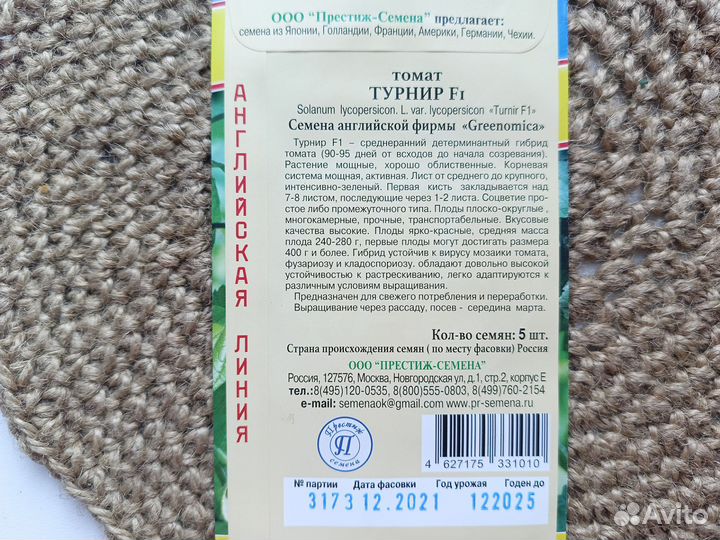 ООО "Престиж-Семена" предлагает:
семена из Японии, Голландии, Франции, Америки, Германии, Чехии.
АНГЛИЙСКАЯ ЛИНИЯ
томат
ТУРНИР F1
Solanum lycopersicon. L. var. lycopersicon «Turnir F1»
Семена английской фирмы «Greenomica»
Турнир F1 – среднеранний детерминантный гибрид
томата (90-95 дней от всходов до начала созревания).
Растение мощные, хорошо облиственные. Корневая
система мощная, активная. Лист от среднего до крупного,
интенсивно-зеленый. Первая кисть закладывается над
7-8 листом, последующие через 1-2 листа. Соцветие про-
стое либо промежуточного типа. Плоды плоско-округлые ,
многокамерные, прочные, транспортабельные. Вкусовые
качества высокие. Плоды ярко-красные, средняя масса
плода 240-280 г, первые плоды могут достигать размера
400 г и более. Гибрид устойчив к вирусу мозаики томата,
фузариозу и кладоспориозу. обладают довольно высокой
устойчивостью к растрескиванию, легко адаптируются к
различным условиям выращивания.
Предназначен для свежего потребления и переработки.
Выращивание через рассаду, посев - середина марта.
Кол-во семян: 5 шт.
Страна происхождения семян ( по месту фасовки) Россия
ООО "ПРЕСТИЖ-СЕМЕНА"
Россия, 127576, Москва, Новгородская ул, д.1, стр.2, корпус Е
тел.: 8(495)120-0535, 8(800)555-0803, 8(499)760-2154
e-mail: semenaok@gmail.com www.pr-semena.ru
Престиж
П
семена
4 627175 331010
№ партии Дата фасовки Год урожая Годен до
3173 12.2021 122025
Avito